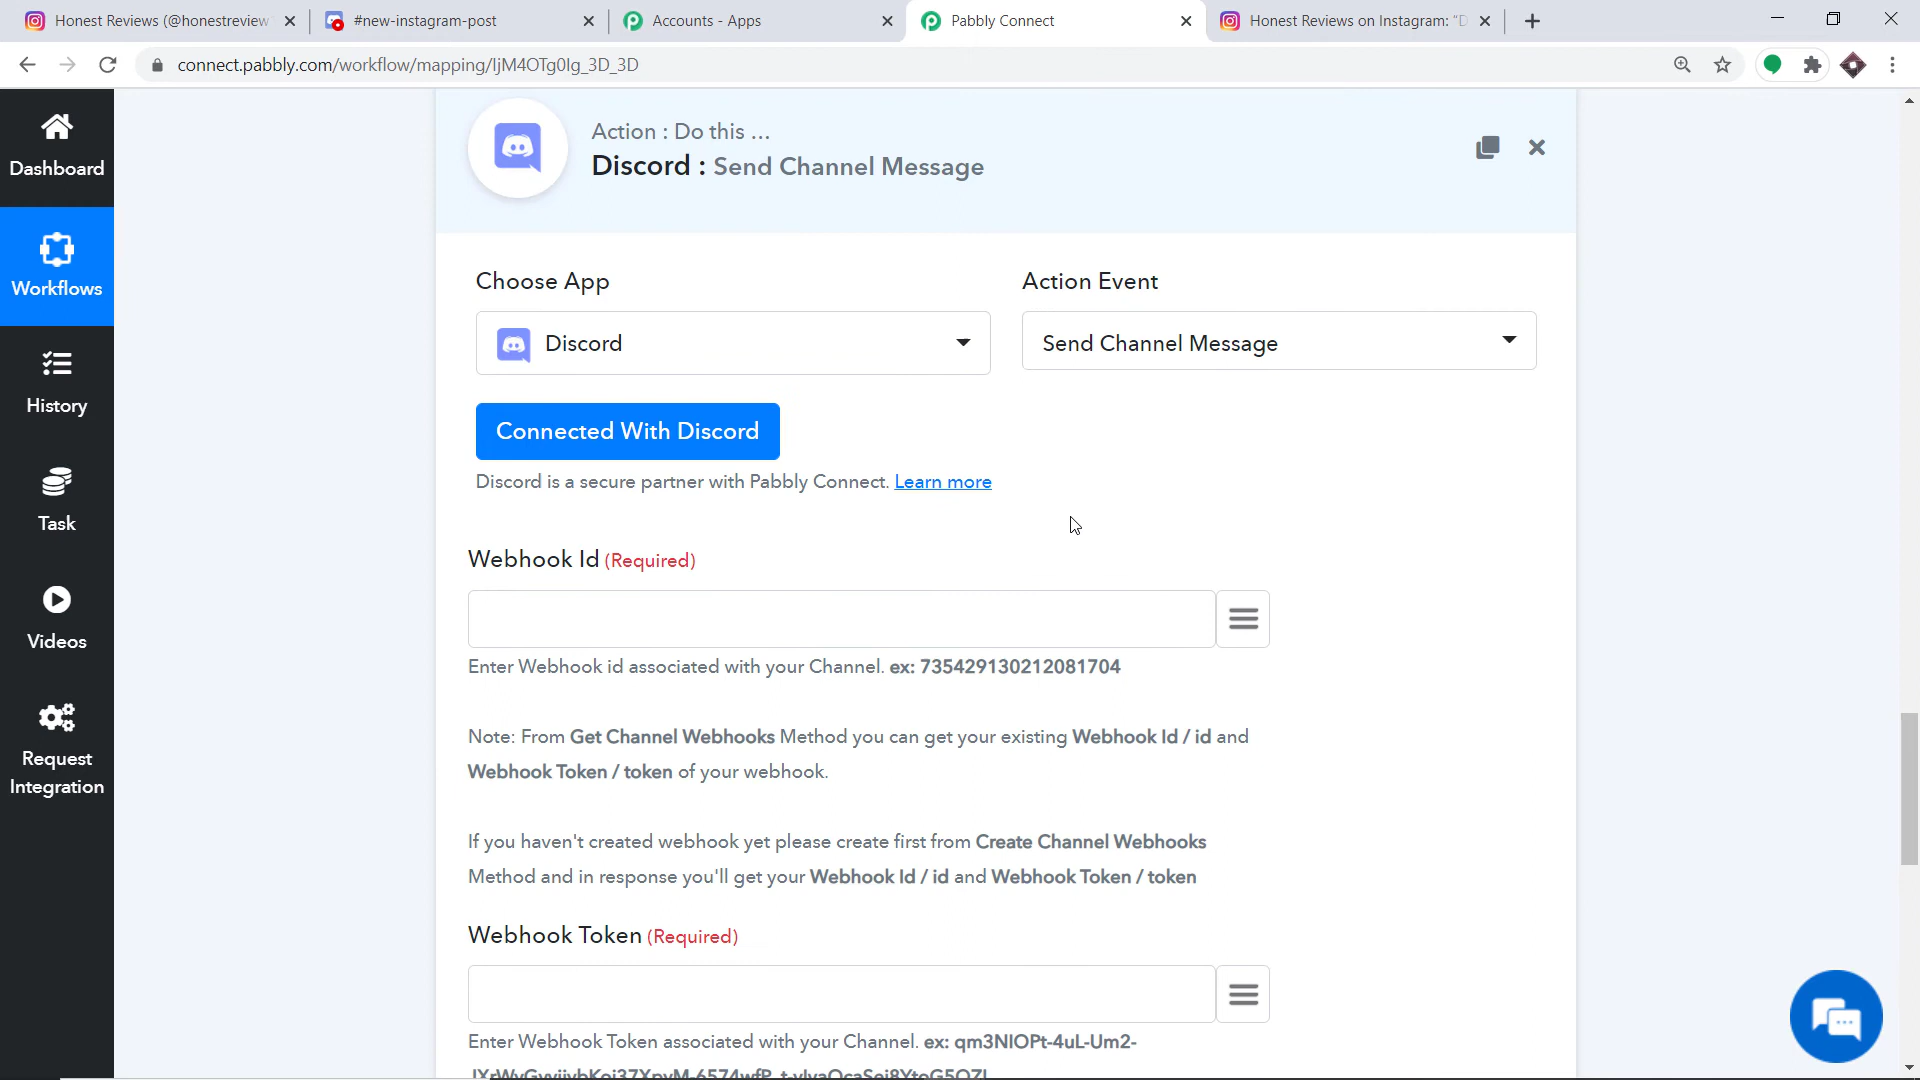 Honest Reviews (@honestreview
#new-instagram-post
Accounts - Apps
Pabbly Connect
Honest Reviews on Instagram: "D
connect.pabbly.com/workflow/mapping/IjM4OTg0Ig_3D_3D
Dashboard
Workflows
History
Task
Videos
Request
Integration
Action : Do this ...
Discord : Send Channel Message
Choose App
Action Event
Discord
Send Channel Message
Connected With Discord
Discord is a secure partner with Pabbly Connect. Learn more
Webhook Id (Required)
Enter Webhook id associated with your Channel. ex: 735429130212081704
Note: From Get Channel Webhooks Method you can get your existing Webhook Id / id and
Webhook Token / token of your webhook.
If you haven't created webhook yet please create first from Create Channel Webhooks
Method and in response you'll get your Webhook Id / id and Webhook Token / token
Webhook Token (Required)
Enter Webhook Token associated with your Channel. ex: qm3NIOPt-4uL-Um2-